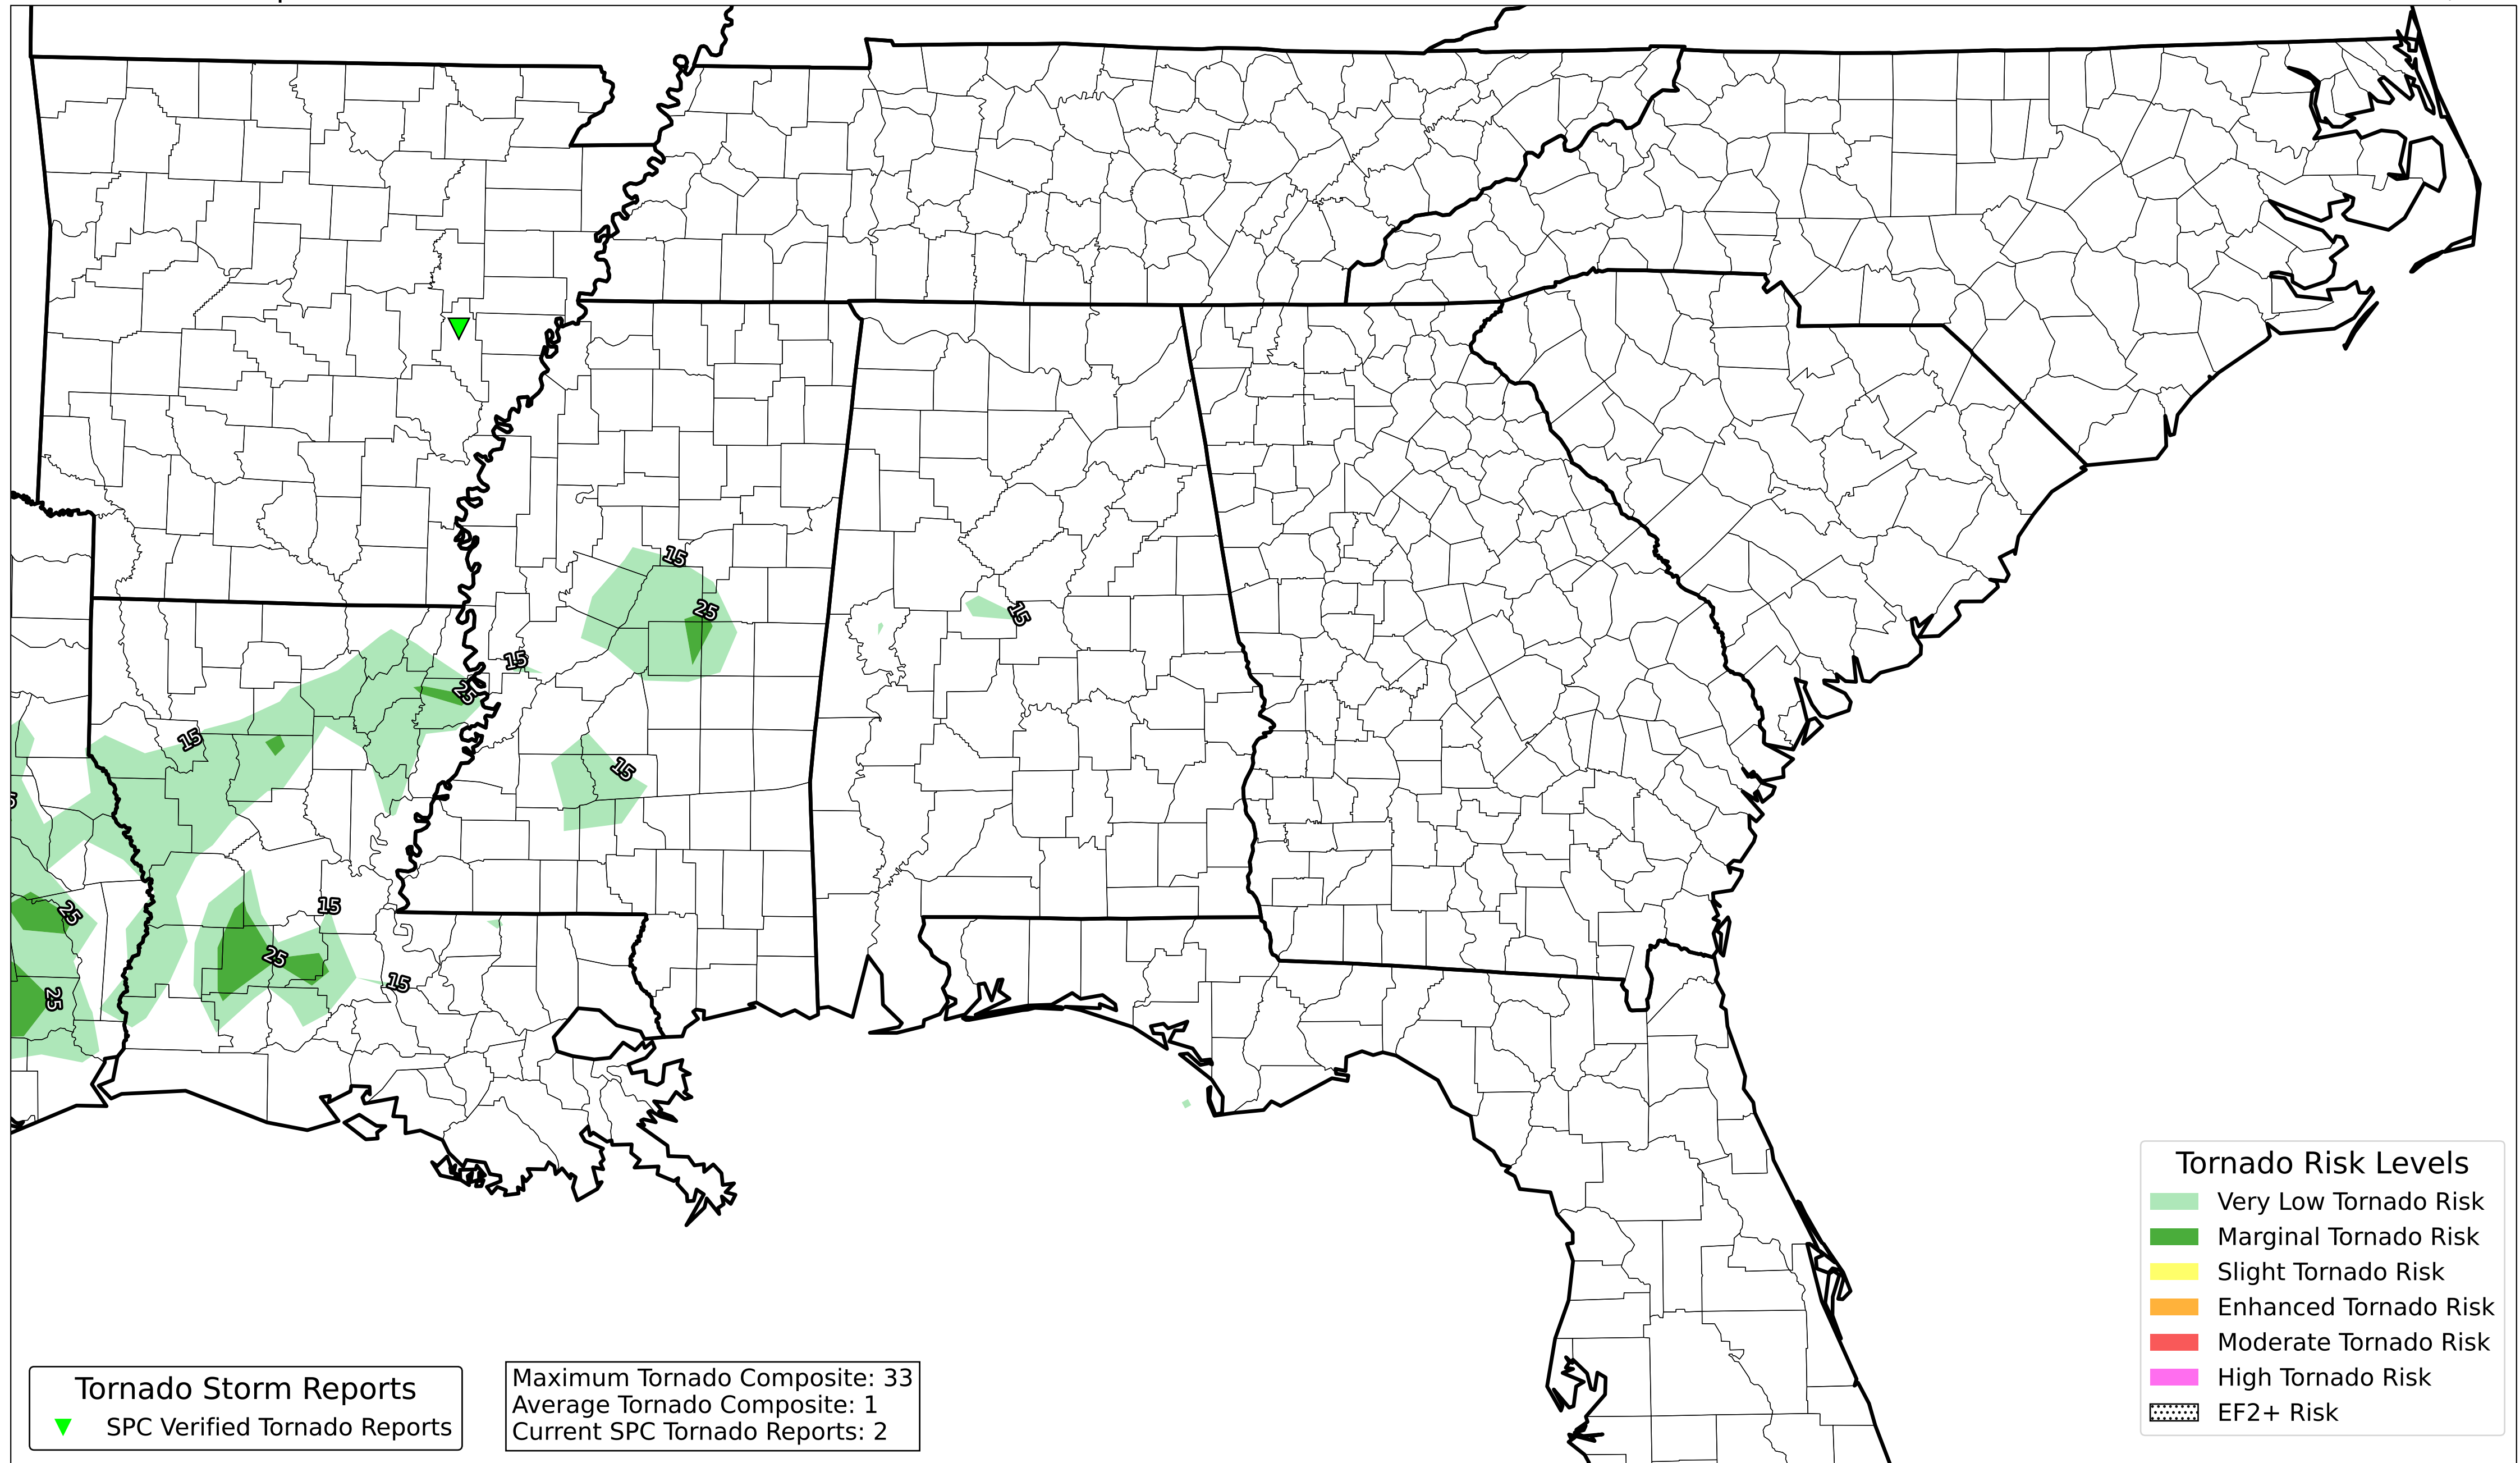 15
25
15
15
25
15
15
25
15
25
15
25
Tornado Risk Levels
Very Low Tornado Risk
Marginal Tornado Risk
Slight Tornado Risk
Enhanced Tornado Risk
Moderate Tornado Risk
High Tornado Risk
EF2+ Risk
Tornado Storm Reports
SPC Verified Tornado Reports
Maximum Tornado Composite: 33
Average Tornado Composite: 1
Current SPC Tornado Reports: 2